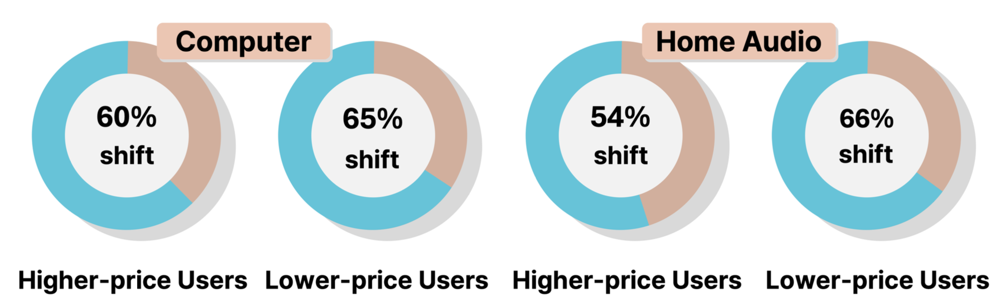 Computer
60%
shift
Higher-price Users
65%
shift
Lower-price Users
Home Audio
54%
shift
Higher-price Users
66%
shift
Lower-price Users